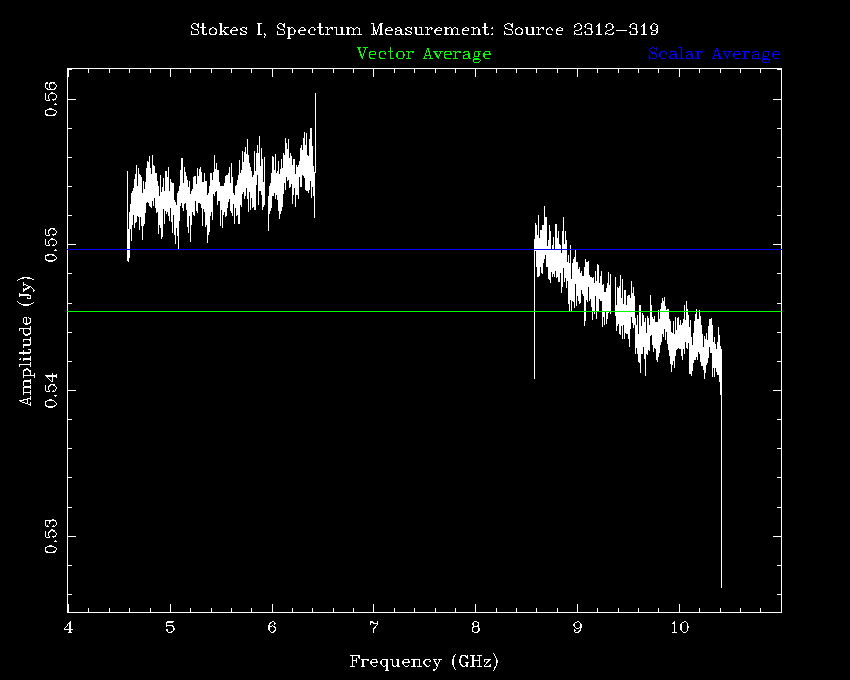 Stokes I, Spectrum Measurement: Source 2312−319
Vector Average Scalar Average
0.56
0.55
0.54
0.53
Amplitude (Jy)
4 5 6 7 8 9 10
Frequency (GHz)